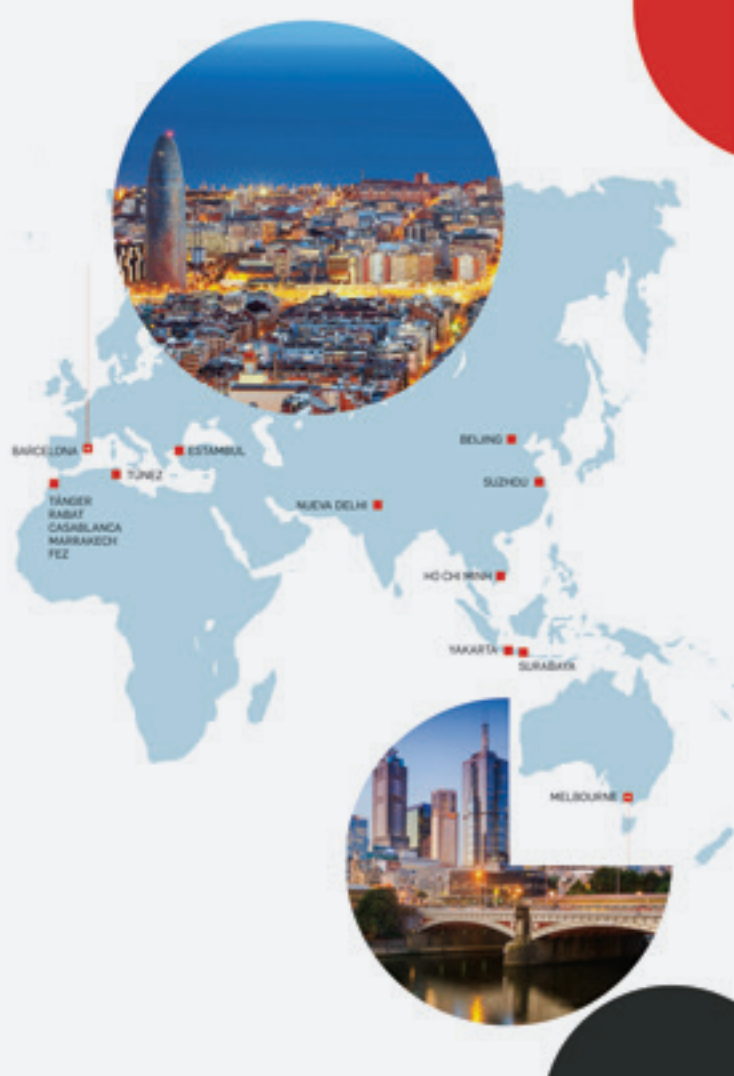 BARCELONA
ESTAMBUL
TÚNEZ
TÁNGER
RABAT
CASABLANCA
MARRAKECH
FEZ
BEIJING
SUZHOU
NUEVA DELHI
HO CHI MINH
YAKARTA
SURABAYA
MELBOURNE